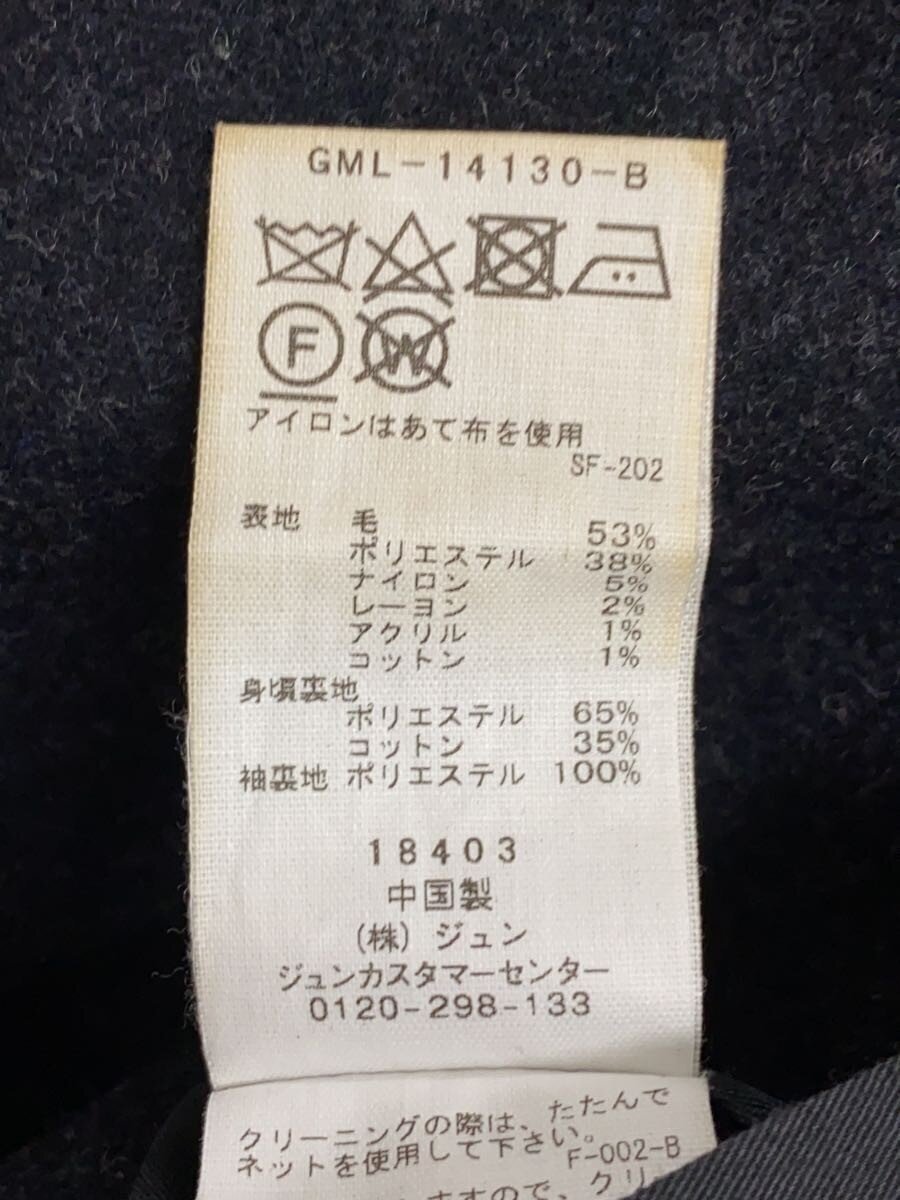 GML-14130-B
F W
アイロンはあて布を使用
SF-202
表地 毛 53%
ポリエステル 38%
ナイロン 5%
レーヨン 2%
アクリル 1%
コットン 1%
身頃裏地
ポリエステル 65%
コットン 35%
袖裏地 ポリエステル 100%
18403
中国製
(株) ジュン
ジュンカスタマーセンター
0120-298-133
クリーニングの際は、たたんで
ネットを使用して下さい。
F-002-B
ますので、クリ